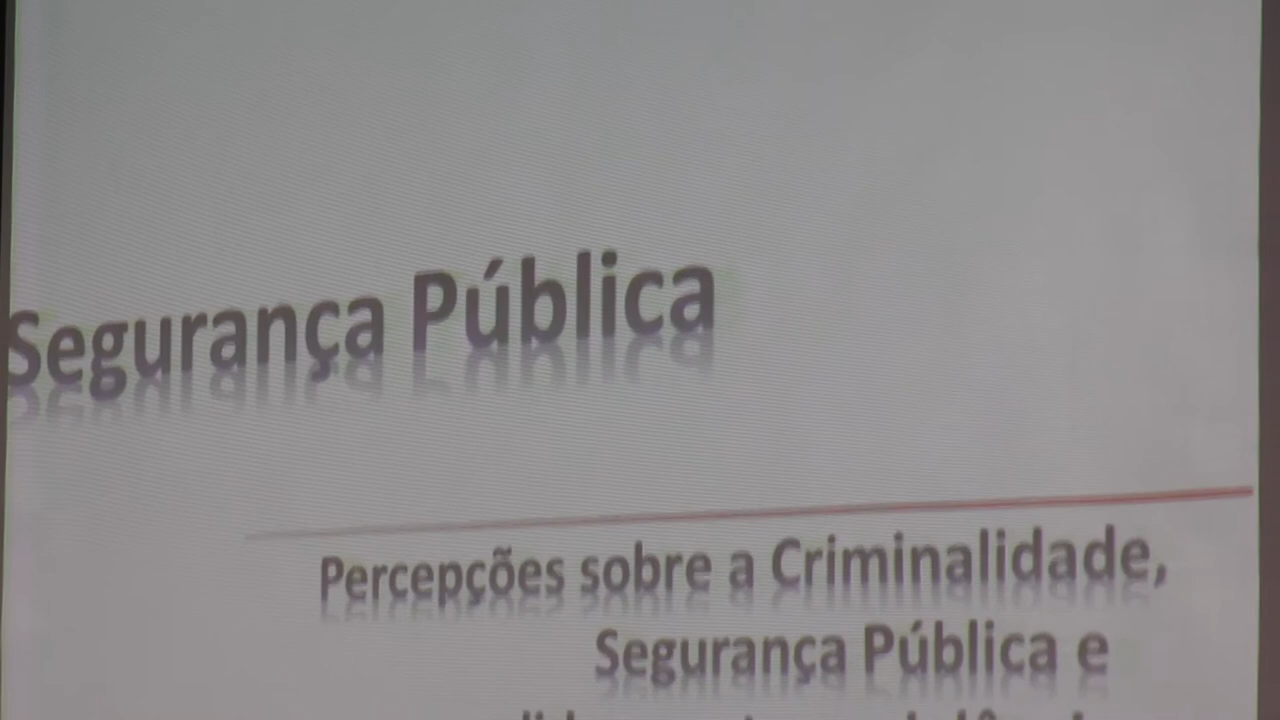 Segurança Pública
Percepções sobre a Criminalidade,
Segurança Pública e